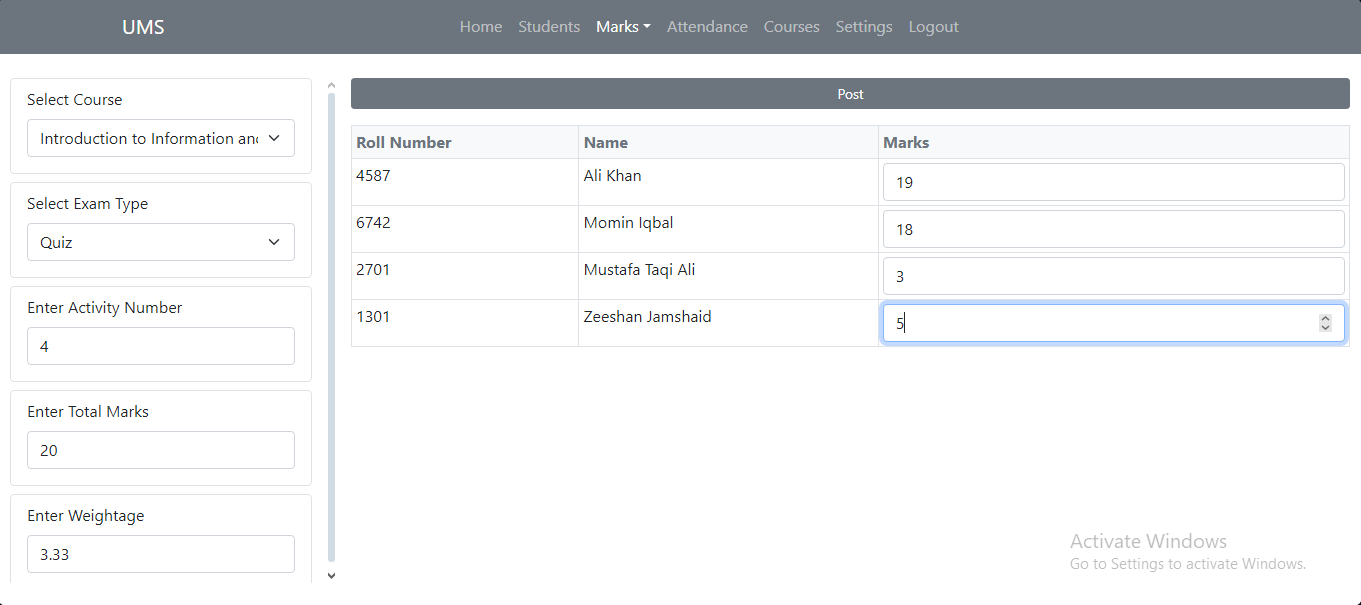 UMS Home Students Marks Attendance Courses Settings Logout
Select Course
Introduction to Information an
Select Exam Type
Quiz
Enter Activity Number
4
Enter Total Marks
20
Enter Weightage
3.33
Post
Roll Number Name Marks
4587 Ali Khan 19
6742 Momin Iqbal 18
2701 Mustafa Taqi Ali 3
1301 Zeeshan Jamshaid 5
Activate Windows
Go to Settings to activate Windows.